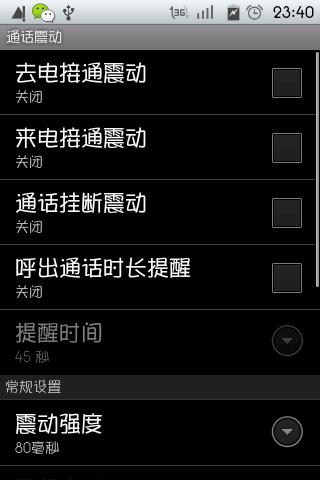 3G 23:40
通话震动
去电接通震动
关闭
来电接通震动
关闭
通话挂断震动
关闭
呼出通话时长提醒
关闭
提醒时间
45 秒
常规设置
震动强度
80毫秒